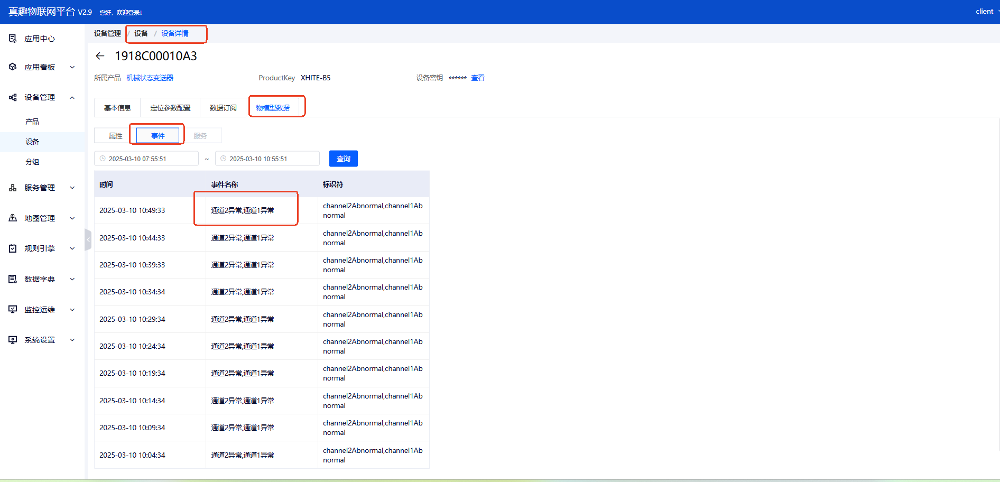 真趣物联网平台 V2.9 您好，欢迎登录！ client
应用中心
应用看板
设备管理
产品
设备
分组
服务管理
地图管理
规则引擎
数据字典
监控运维
系统设置
设备管理 / 设备 / 设备详情
1918C00010A3
所属产品 机械状态变送器 ProductKey XHITE-B5 设备密钥 ****** 查看
基本信息 定位参数配置 数据订阅 物模型数据
属性 事件 服务
2025-03-10 07:55:51 ~ 2025-03-10 10:55:51 查询
时间 事件名称 标识符
2025-03-10 10:49:33 通道2异常,通道1异常 channel2Abnormal,channel1Ab
normal
2025-03-10 10:44:33 通道2异常,通道1异常 channel2Abnormal,channel1Ab
normal
2025-03-10 10:39:33 通道2异常,通道1异常 channel2Abnormal,channel1Ab
normal
2025-03-10 10:34:34 通道2异常,通道1异常 channel2Abnormal,channel1Ab
normal
2025-03-10 10:29:34 通道2异常,通道1异常 channel2Abnormal,channel1Ab
normal
2025-03-10 10:24:34 通道2异常,通道1异常 channel2Abnormal,channel1Ab
normal
2025-03-10 10:19:34 通道2异常,通道1异常 channel2Abnormal,channel1Ab
normal
2025-03-10 10:14:34 通道2异常,通道1异常 channel2Abnormal,channel1Ab
normal
2025-03-10 10:09:34 通道2异常,通道1异常 channel2Abnormal,channel1Ab
normal
2025-03-10 10:04:34 通道2异常,通道1异常 channel2Abnormal,channel1Ab
normal